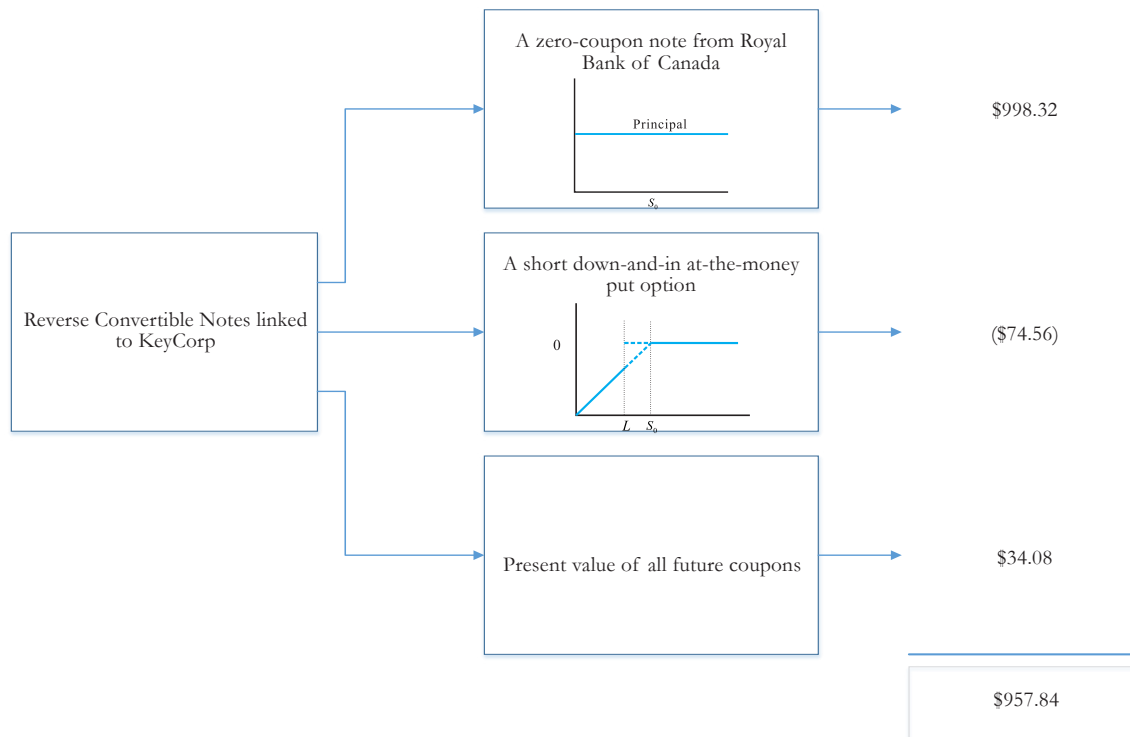 A zero-coupon note from Royal
Bank of Canada
Principal
S₀
$998.32
Reverse Convertible Notes linked
to KeyCorp
A short down-and-in at-the-money
put option
0
L S₀
($74.56)
Present value of all future coupons
$34.08
$957.84